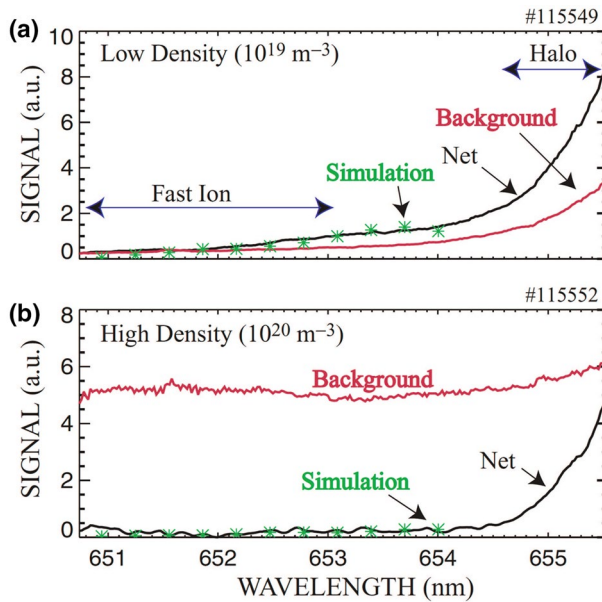 #115549
(a)
10
Low Density (10¹⁹ m⁻³)
Halo
8
Background
6
Net
SIGNAL (a.u.)
Simulation
4
Fast Ion
2
0
#115552
(b)
8
High Density (10²⁰ m⁻³)
6
Background
SIGNAL (a.u.)
4
Net
Simulation
2
0
651 652 653 654 655
WAVELENGTH (nm)